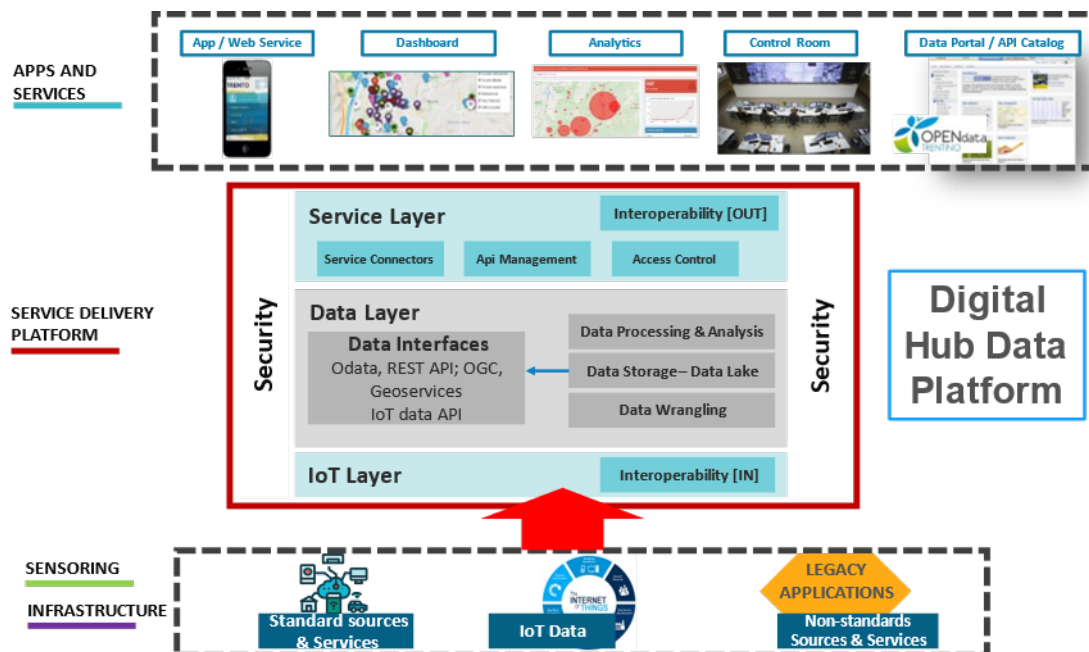 App / Web Service
Dashboard
Analytics
Control Room
Data Portal / API Catalog
APPS AND
SERVICES
TRENTO
OPENdata
TRENTINO
Service Layer
Interoperability [OUT]
Service Connectors
Api Management
Access Control
SERVICE DELIVERY
PLATFORM
Security
Data Layer
Data Interfaces
Odata, REST API; OGC,
Geoservices
IoT data API
Data Processing & Analysis
Data Storage– Data Lake
Data Wrangling
Security
Digital
Hub Data
Platform
IoT Layer
Interoperability [IN]
SENSORING
INFRASTRUCTURE
Standard sources
& Services
The
INTERNET
OF THINGS
IoT Data
LEGACY
APPLICATIONS
Non-standards
Sources & Services